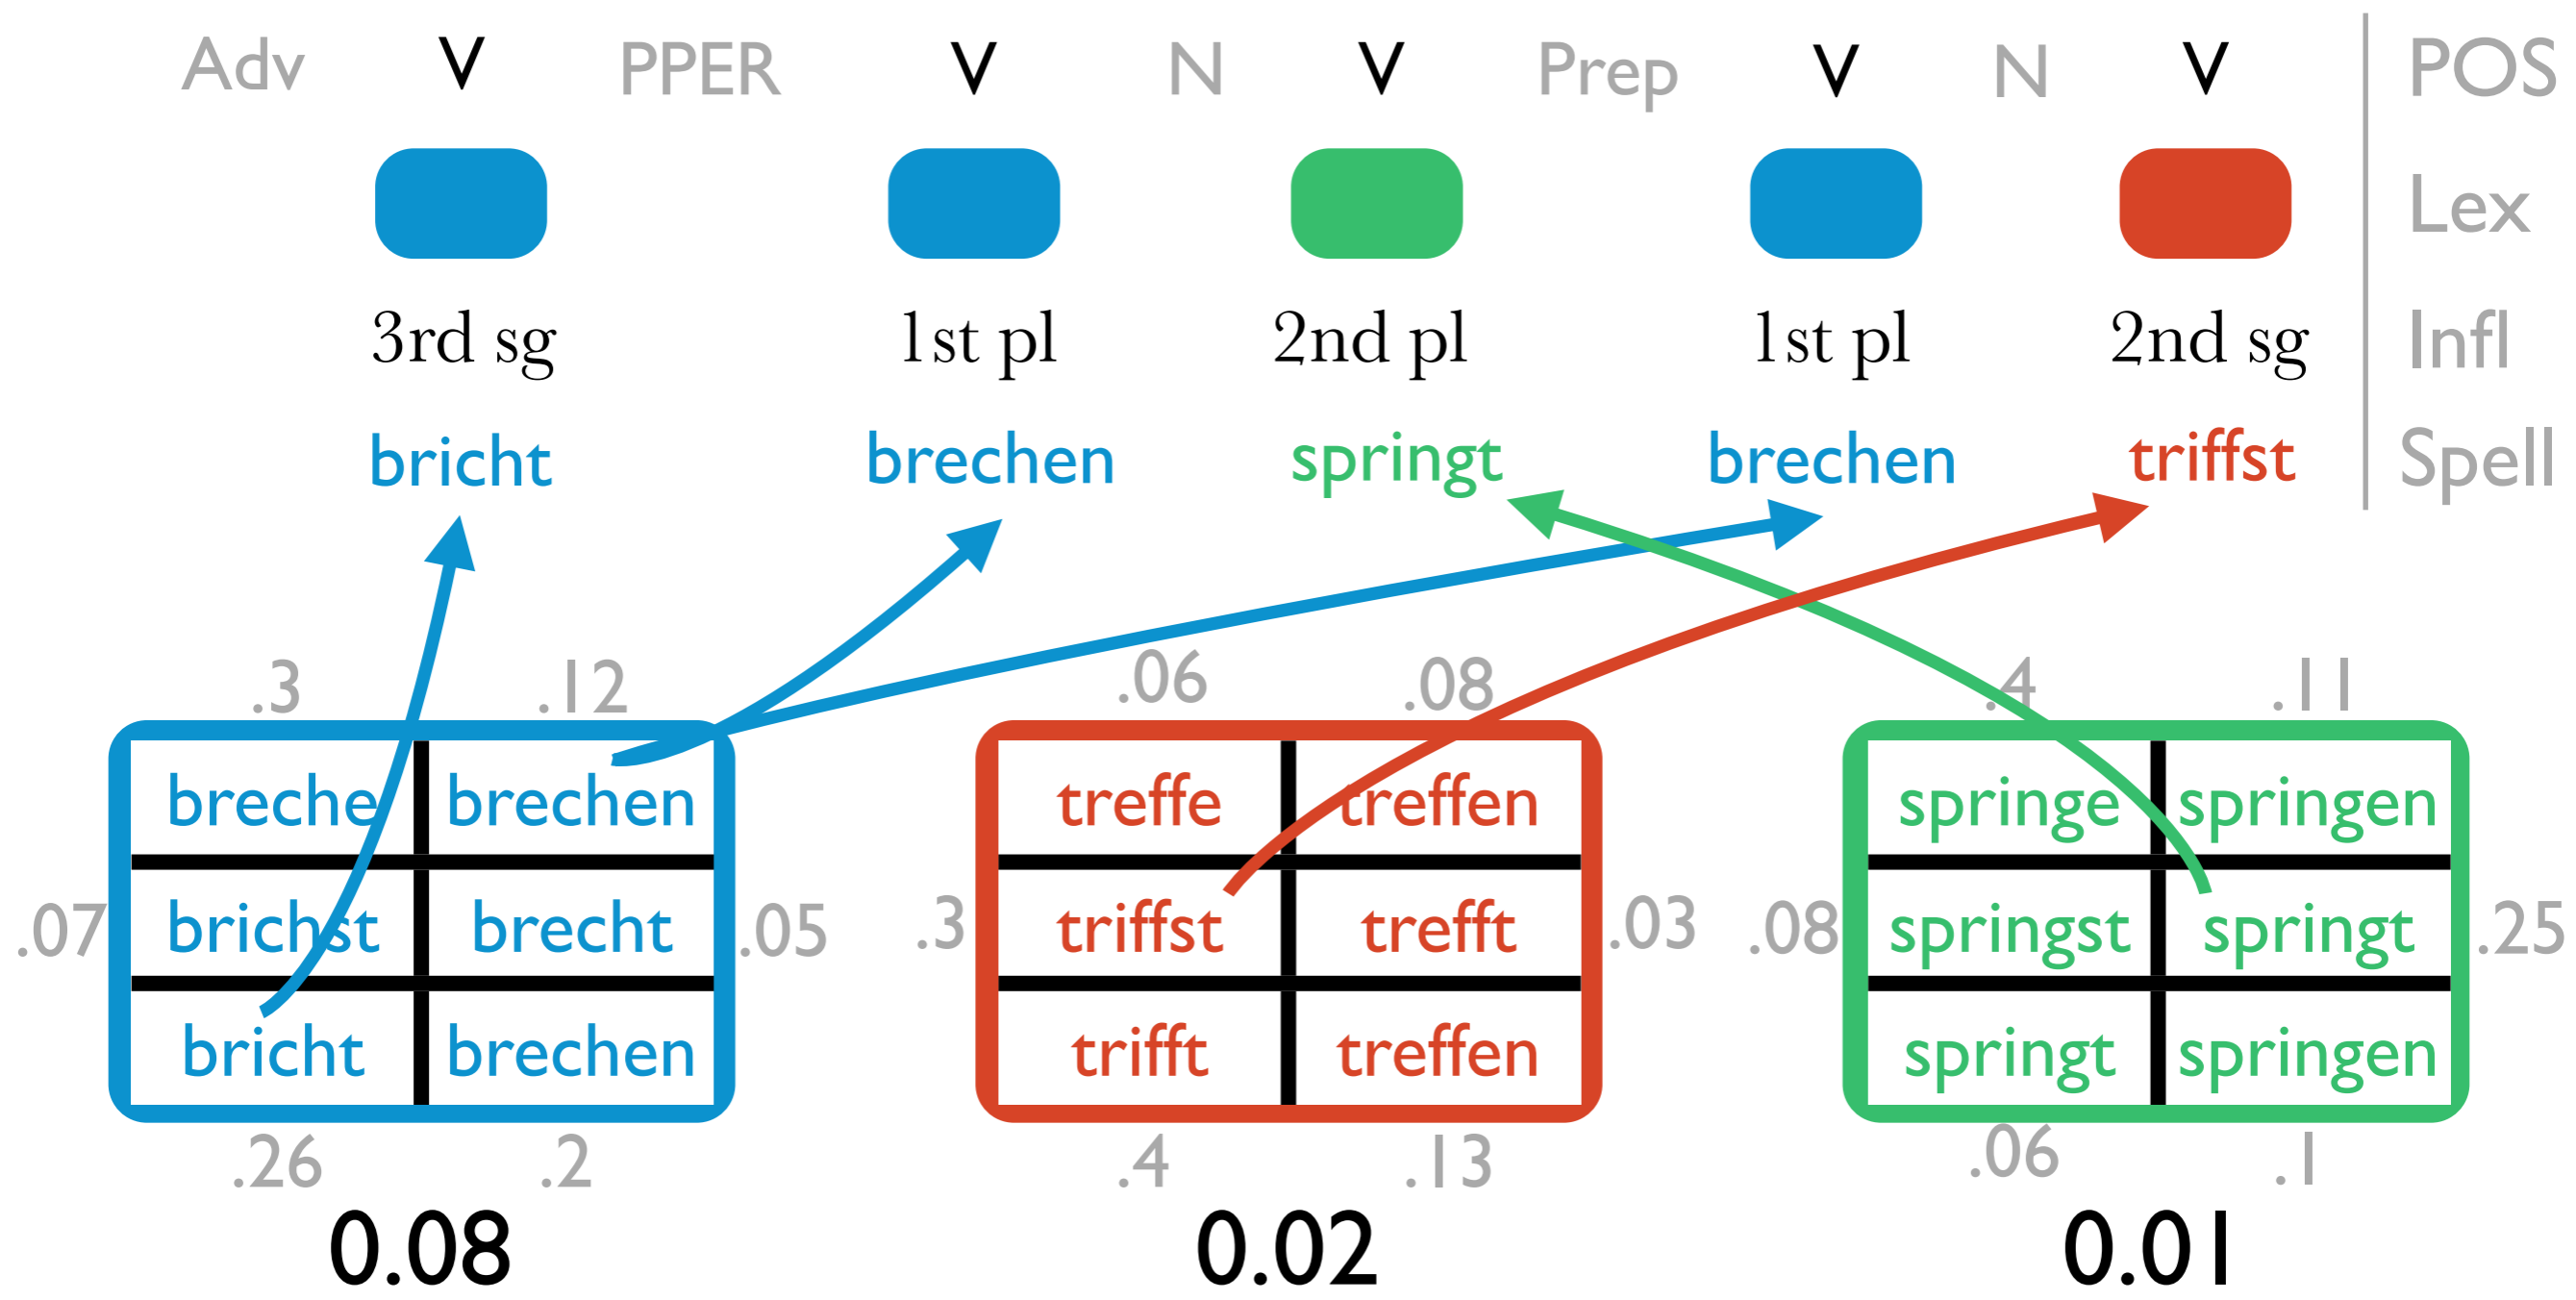 Adv V PPER V N V Prep V N V POS
Lex
3rd sg 1st pl 2nd pl 1st pl 2nd sg Infl
bricht brechen springt brechen triffst Spell
.3 .12 .06 .08 .4 .11
breche brechen treffe treffen springe springen
.07 brichst brecht .05 .3 triffst trefft .03 .08 springst springt .25
bricht brechen trifft treffen springt springen
.26 .2 .4 .13 .06 .1
0.08 0.02 0.01